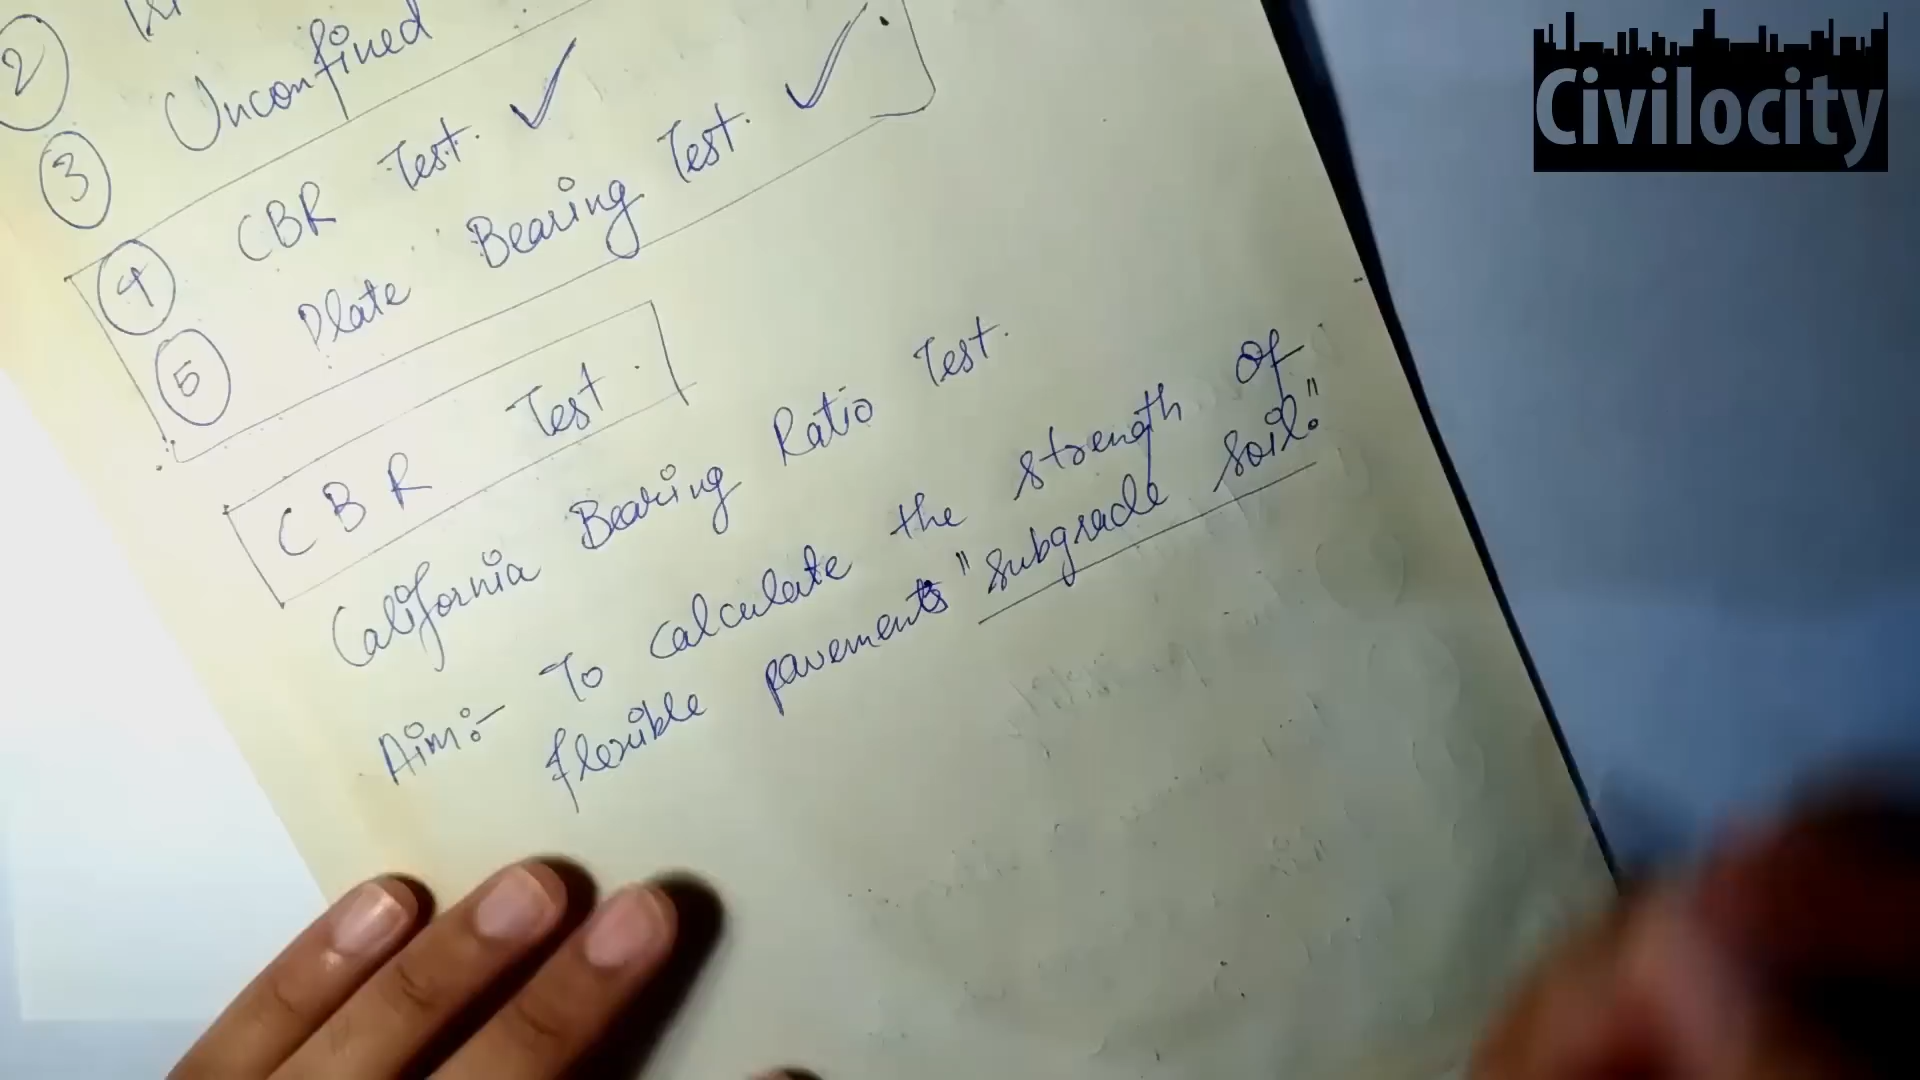 2
3 Unconfined
4 CBR Test. ✓
5 Plate Bearing Test. ✓
CBR Test.
California Bearing Ratio Test.
Aim:- To calculate the strength of
flexible pavements "subgrade soil."
Civilocity